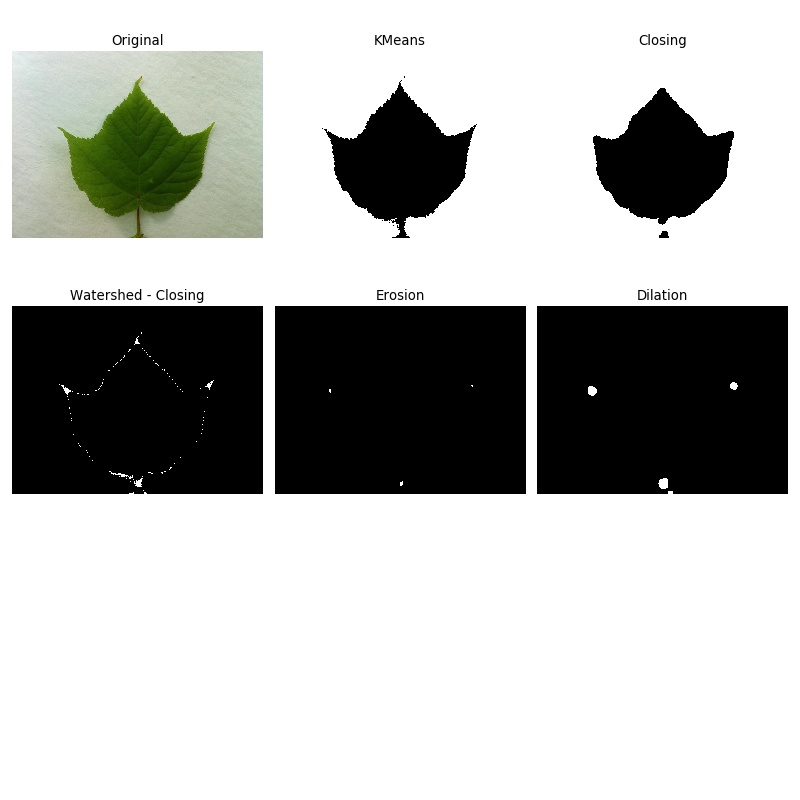 Original
KMeans
Closing
Watershed - Closing
Erosion
Dilation